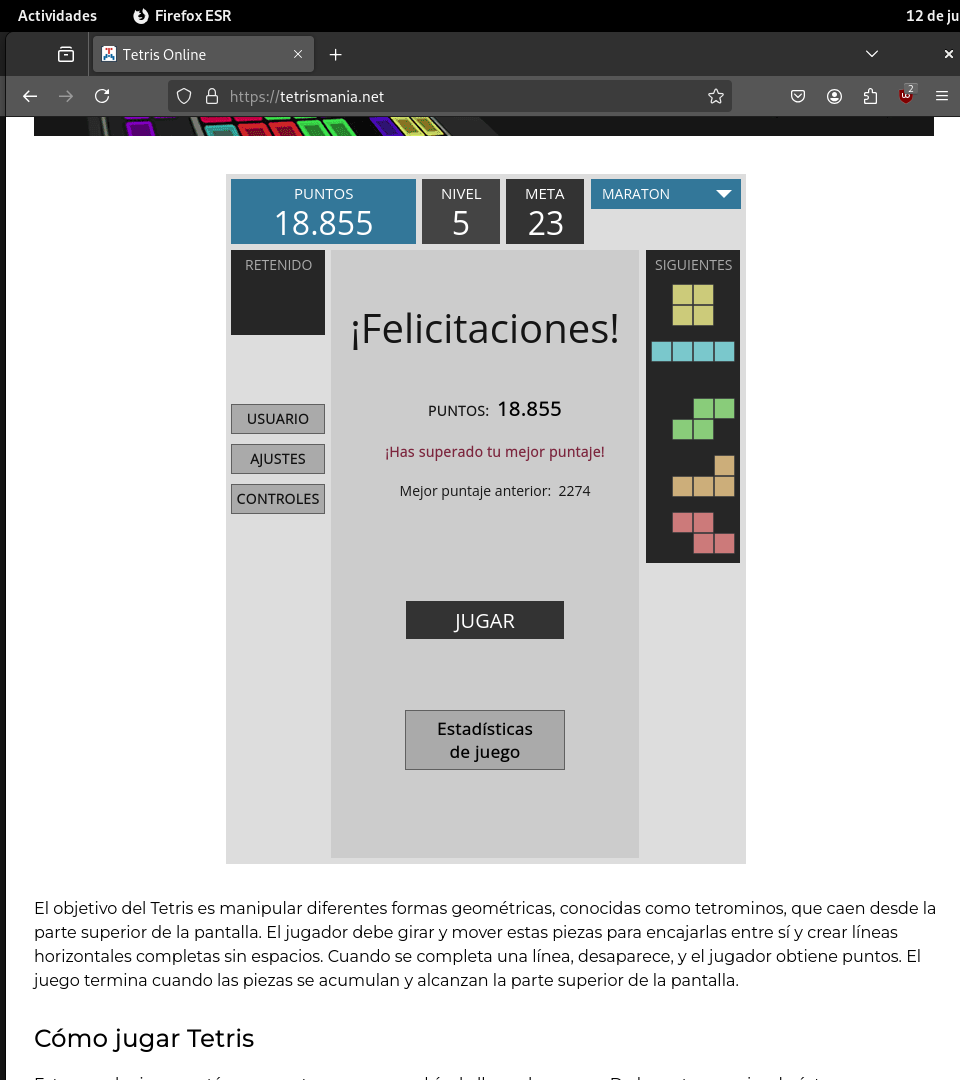 Actividades
Firefox ESR
12 de ju
Tetris Online
https://tetrismania.net
2
PUNTOS
18.855
NIVEL
5
META
23
MARATON
RETENIDO
SIGUIENTES
¡Felicitaciones!
PUNTOS: 18.855
¡Has superado tu mejor puntaje!
Mejor puntaje anterior: 2274
USUARIO
AJUSTES
CONTROLES
JUGAR
Estadísticas
de juego
El objetivo del Tetris es manipular diferentes formas geométricas, conocidas como tetrominos, que caen desde la
parte superior de la pantalla. El jugador debe girar y mover estas piezas para encajarlas entre sí y crear líneas
horizontales completas sin espacios. Cuando se completa una línea, desaparece, y el jugador obtiene puntos. El
juego termina cuando las piezas se acumulan y alcanzan la parte superior de la pantalla.
Cómo jugar Tetris